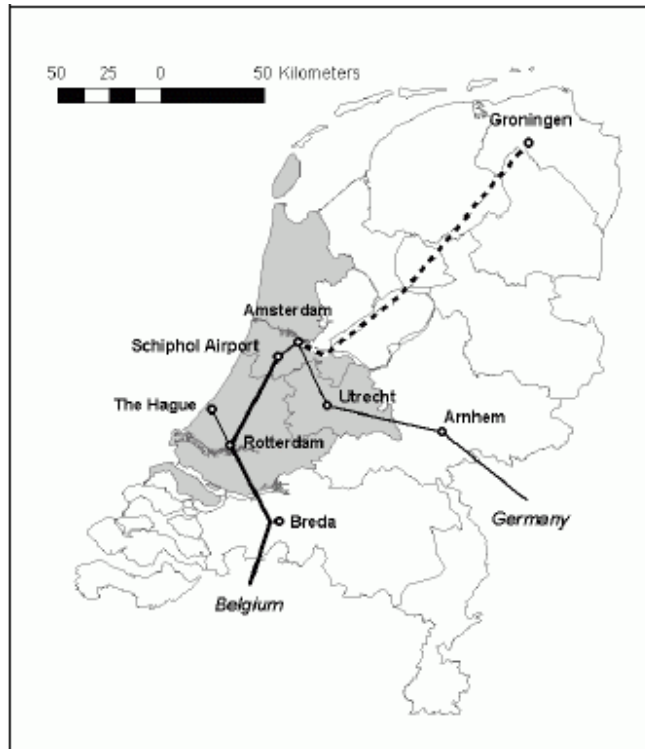 50 25 0 50 Kilometers
Groningen
Amsterdam
Schiphol Airport
The Hague
Utrecht
Arnhem
Rotterdam
Germany
Breda
Belgium